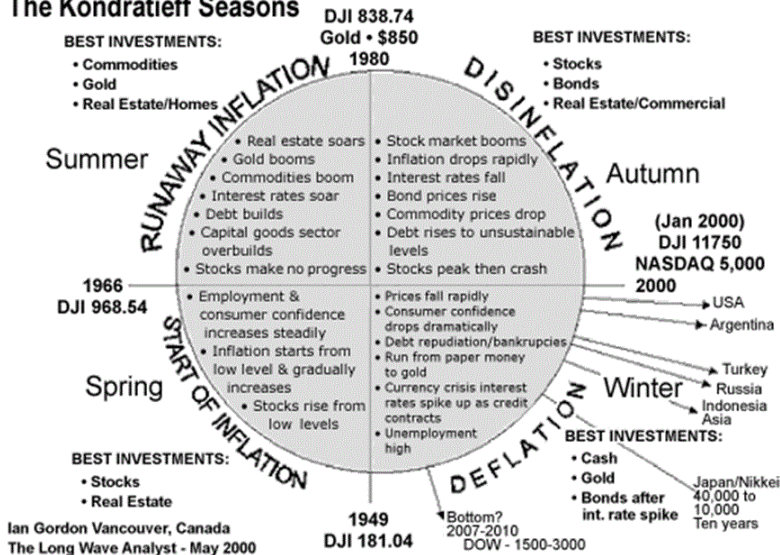 The Kondratieff Seasons
DJI 838.74
Gold • $850
1980
BEST INVESTMENTS:
• Commodities
• Gold
• Real Estate/Homes
BEST INVESTMENTS:
• Stocks
• Bonds
• Real Estate/Commercial
RUNAWAY INFLATION
DISINFLATION
Summer
Autumn
• Real estate soars
• Gold booms
• Commodities boom
• Interest rates soar
• Debt builds
• Capital goods sector
overbuilds
• Stocks make no progress
• Stock market booms
• Inflation drops rapidly
• Interest rates fall
• Bond prices rise
• Commodity prices drop
• Debt rises to unsustainable
levels
• Stocks peak then crash
(Jan 2000)
DJI 11750
NASDAQ 5,000
2000
1966
DJI 968.54
• Employment &
consumer confidence
increases steadily
• Inflation starts from
low level & gradually
increases
• Stocks rise from
low levels
• Prices fall rapidly
• Consumer confidence
drops dramatically
• Debt repudiation/bankrupcies
• Run from paper money
to gold
• Currency crisis interest
rates spike up as credit
contracts
• Unemployment
high
USA
Argentina
Turkey
Russia
Indonesia
Asia
Spring
Winter
START OF INFLATION
DEFLATION
BEST INVESTMENTS:
• Stocks
• Real Estate
BEST INVESTMENTS:
• Cash
• Gold
• Bonds after
int. rate spike
Japan/Nikkei
40,000 to
10,000
Ten years
1949
DJI 181.04
Bottom?
2007-2010
DOW - 1500-3000
Ian Gordon Vancouver, Canada
The Long Wave Analyst - May 2000